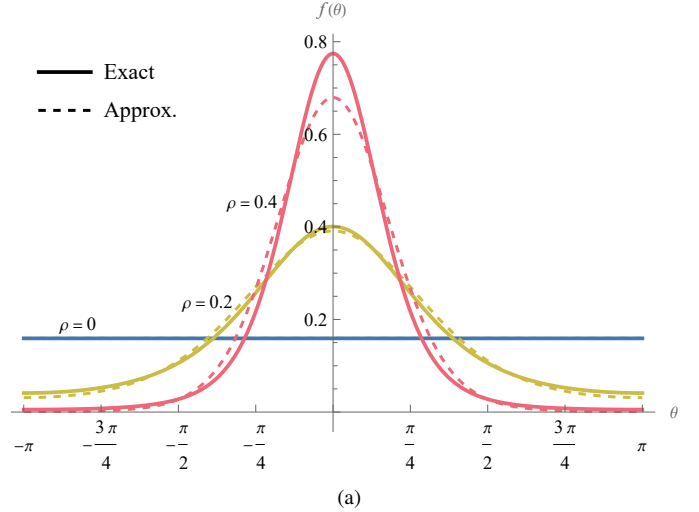 f(θ)
0.8
Exact
Approx.
0.6
ρ = 0.4
0.4
ρ = 0.2
ρ = 0
0.2
θ
−π
−3π/4
−π/2
−π/4
π/4
π/2
3π/4
π
(a)